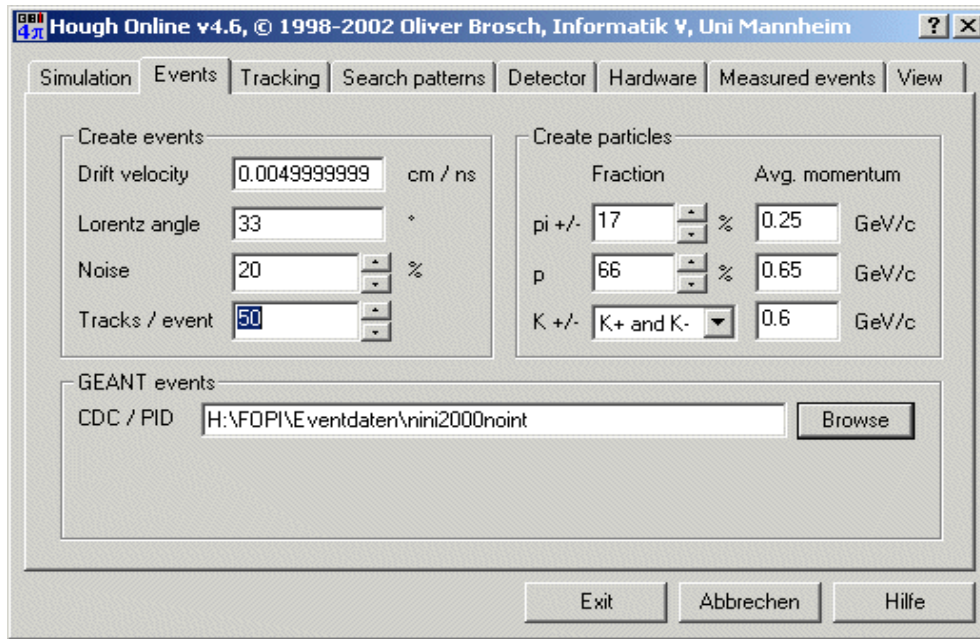 GSI 4π Hough Online v4.6, © 1998-2002 Oliver Brosch, Informatik V, Uni Mannheim ? X
Simulation Events Tracking Search patterns Detector Hardware Measured events View
Create events
Drift velocity 0.0049999999 cm / ns
Lorentz angle 33 °
Noise 20 %
Tracks / event 50
Create particles
Fraction Avg. momentum
pi +/- 17 % 0.25 GeV/c
p 66 % 0.65 GeV/c
K +/- K+ and K- 0.6 GeV/c
GEANT events
CDC / PID H:\FOPI\Eventdaten\nini2000noint Browse
Exit Abbrechen Hilfe